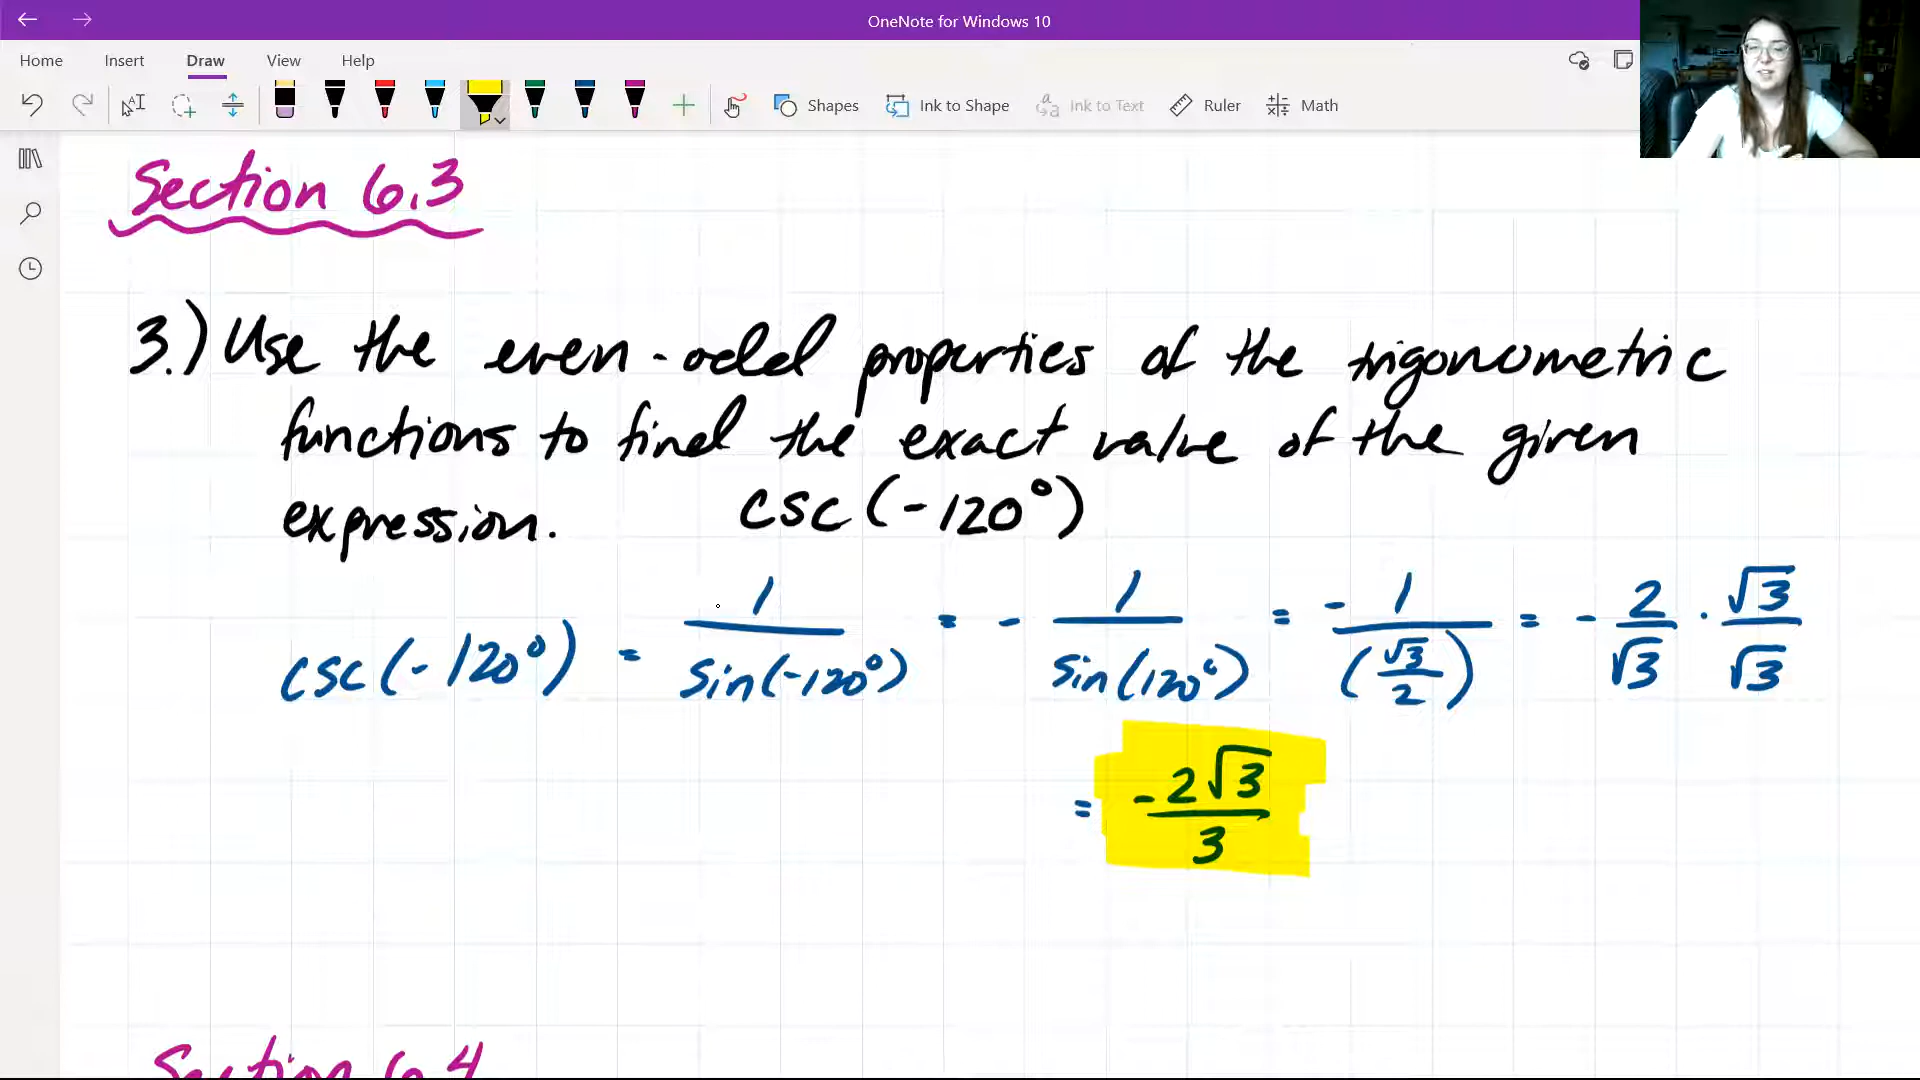 OneNote for Windows 10
Home Insert Draw View Help
Shapes Ink to Shape Ink to Text Ruler Math
Section 6.3
3.) Use the even-odd properties of the trigonometric
functions to find the exact value of the given
expression. csc(-120°)
csc(-120°) = 1/sin(-120°) = - 1/sin(120°) = - 1/(√3/2) = - 2/√3 · √3/√3
= -2√3/3
Section 6.4